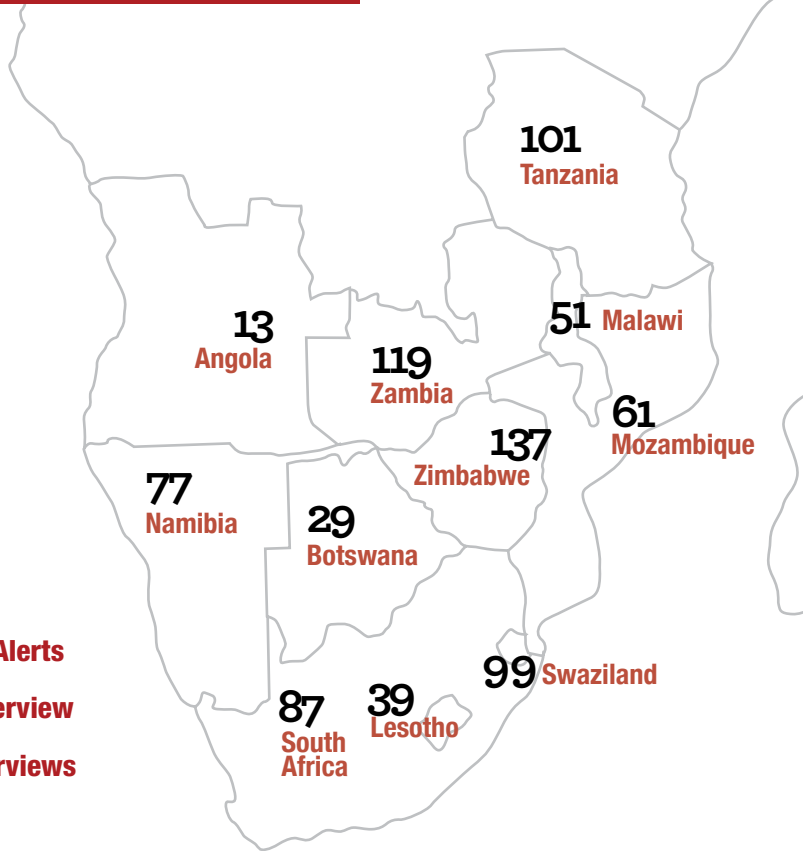 101
Tanzania
13
Angola
51 Malawi
119
Zambia
61
Mozambique
137
Zimbabwe
77
Namibia
29
Botswana
Alerts
99 Swaziland
erview
87
South
Africa
39
Lesotho
rviews